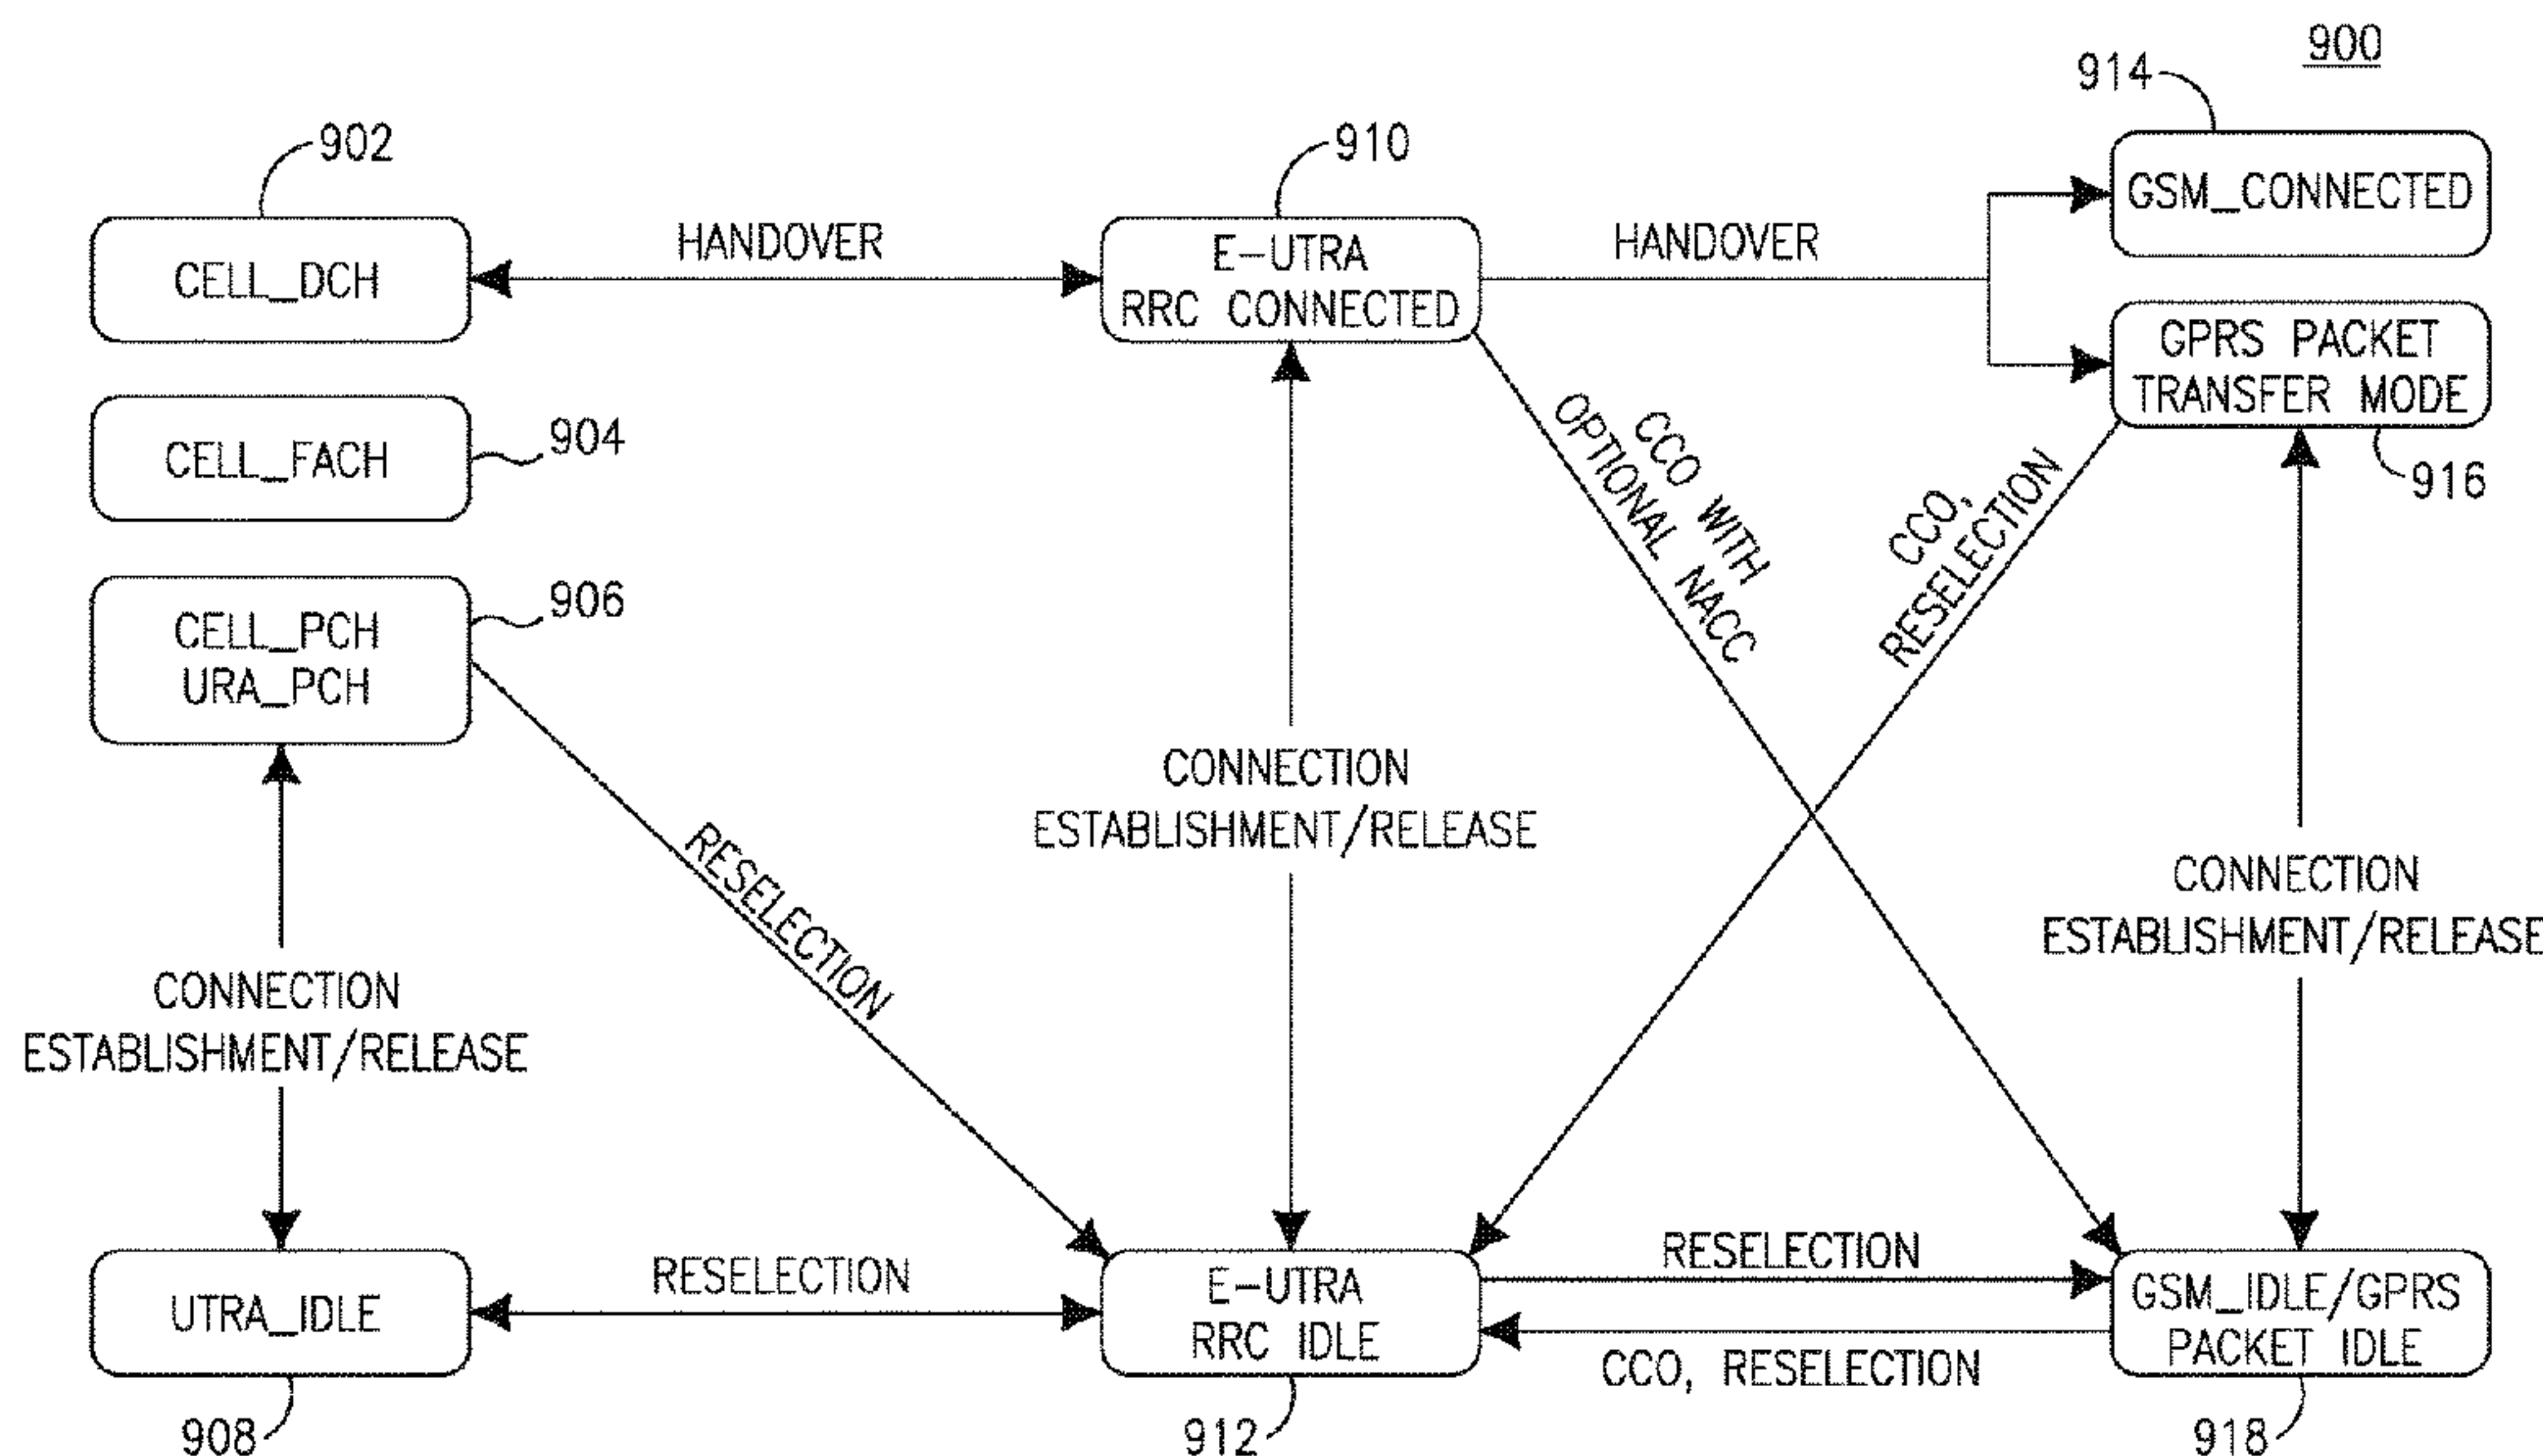 900
914
902
910
GSM_CONNECTED
CELL_DCH
HANDOVER
E-UTRA
RRC CONNECTED
HANDOVER
GPRS PACKET
TRANSFER MODE
916
CELL_FACH
904
CCO WITH
OPTIONAL NACC
CCO,
RESELECTION
CELL_PCH
URA_PCH
906
RESELECTION
CONNECTION
ESTABLISHMENT/RELEASE
CONNECTION
ESTABLISHMENT/RELEASE
CONNECTION
ESTABLISHMENT/RELEASE
UTRA_IDLE
908
RESELECTION
E-UTRA
RRC IDLE
912
RESELECTION
CCO, RESELECTION
GSM_IDLE/GPRS
PACKET IDLE
918